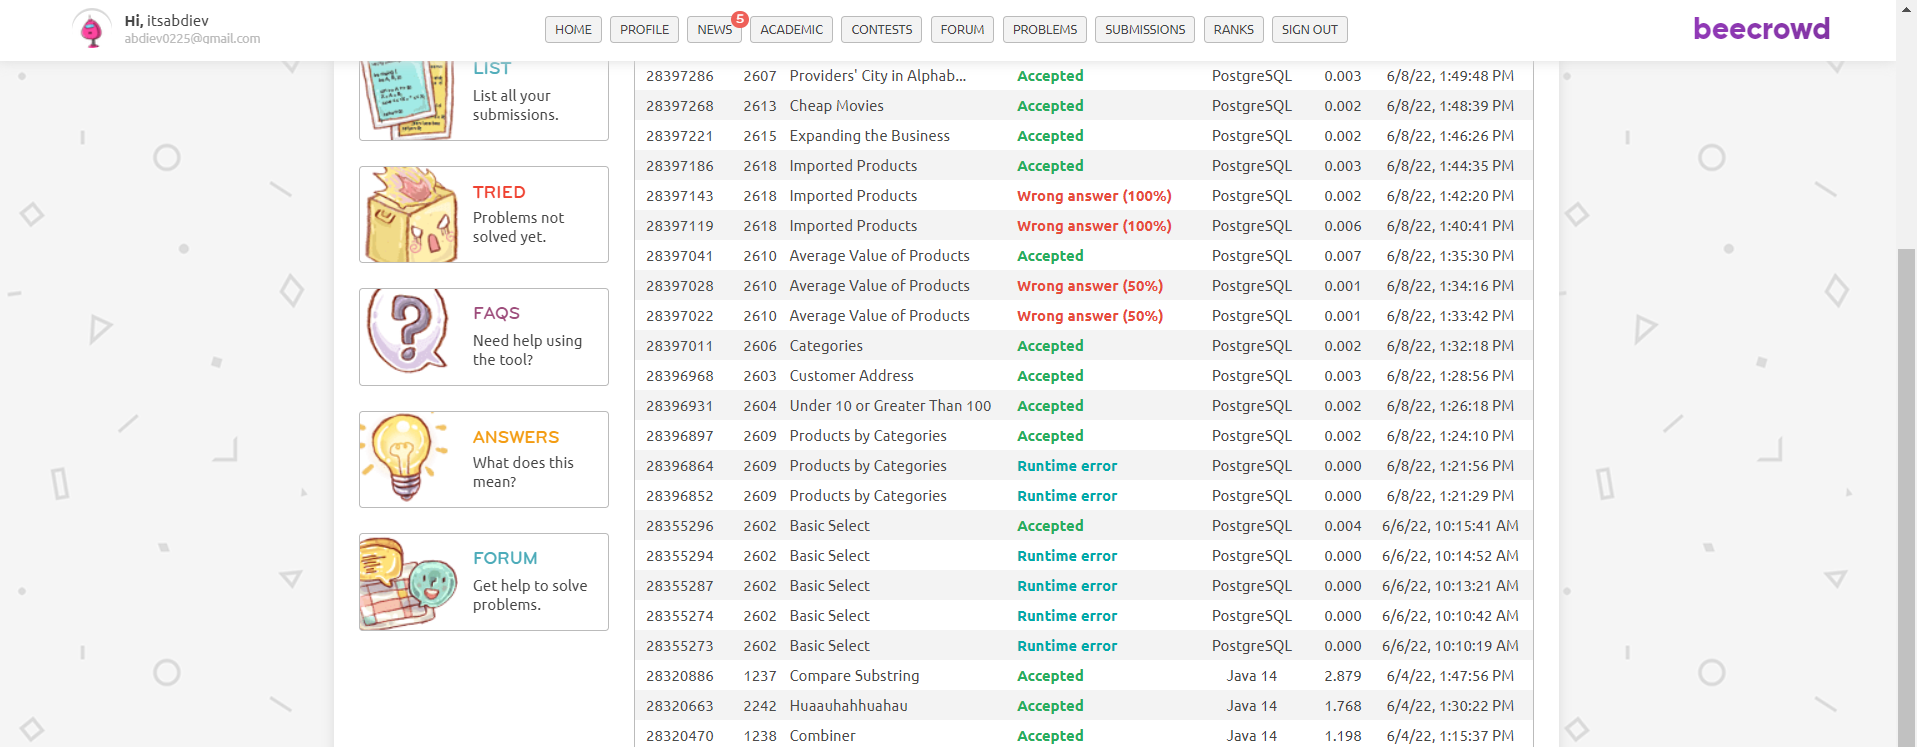 Hi, itsabdiev
abdiev0225@gmail.com
HOME PROFILE NEWS 5 ACADEMIC CONTESTS FORUM PROBLEMS SUBMISSIONS RANKS SIGN OUT
beecrowd
LIST
List all your
submissions.
TRIED
Problems not
solved yet.
FAQS
Need help using
the tool?
ANSWERS
What does this
mean?
FORUM
Get help to solve
problems.
28397286 2607 Providers' City in Alphab... Accepted PostgreSQL 0.003 6/8/22, 1:49:48 PM
28397268 2613 Cheap Movies Accepted PostgreSQL 0.002 6/8/22, 1:48:39 PM
28397221 2615 Expanding the Business Accepted PostgreSQL 0.002 6/8/22, 1:46:26 PM
28397186 2618 Imported Products Accepted PostgreSQL 0.003 6/8/22, 1:44:35 PM
28397143 2618 Imported Products Wrong answer (100%) PostgreSQL 0.002 6/8/22, 1:42:20 PM
28397119 2618 Imported Products Wrong answer (100%) PostgreSQL 0.006 6/8/22, 1:40:41 PM
28397041 2610 Average Value of Products Accepted PostgreSQL 0.007 6/8/22, 1:35:30 PM
28397028 2610 Average Value of Products Wrong answer (50%) PostgreSQL 0.001 6/8/22, 1:34:16 PM
28397022 2610 Average Value of Products Wrong answer (50%) PostgreSQL 0.001 6/8/22, 1:33:42 PM
28397011 2606 Categories Accepted PostgreSQL 0.002 6/8/22, 1:32:18 PM
28396968 2603 Customer Address Accepted PostgreSQL 0.003 6/8/22, 1:28:56 PM
28396931 2604 Under 10 or Greater Than 100 Accepted PostgreSQL 0.002 6/8/22, 1:26:18 PM
28396897 2609 Products by Categories Accepted PostgreSQL 0.002 6/8/22, 1:24:10 PM
28396864 2609 Products by Categories Runtime error PostgreSQL 0.000 6/8/22, 1:21:56 PM
28396852 2609 Products by Categories Runtime error PostgreSQL 0.000 6/8/22, 1:21:29 PM
28355296 2602 Basic Select Accepted PostgreSQL 0.004 6/6/22, 10:15:41 AM
28355294 2602 Basic Select Runtime error PostgreSQL 0.000 6/6/22, 10:14:52 AM
28355287 2602 Basic Select Runtime error PostgreSQL 0.000 6/6/22, 10:13:21 AM
28355274 2602 Basic Select Runtime error PostgreSQL 0.000 6/6/22, 10:10:42 AM
28355273 2602 Basic Select Runtime error PostgreSQL 0.000 6/6/22, 10:10:19 AM
28320886 1237 Compare Substring Accepted Java 14 2.879 6/4/22, 1:47:56 PM
28320663 2242 Huaauhahhuahau Accepted Java 14 1.768 6/4/22, 1:30:22 PM
28320470 1238 Combiner Accepted Java 14 1.198 6/4/22, 1:15:37 PM